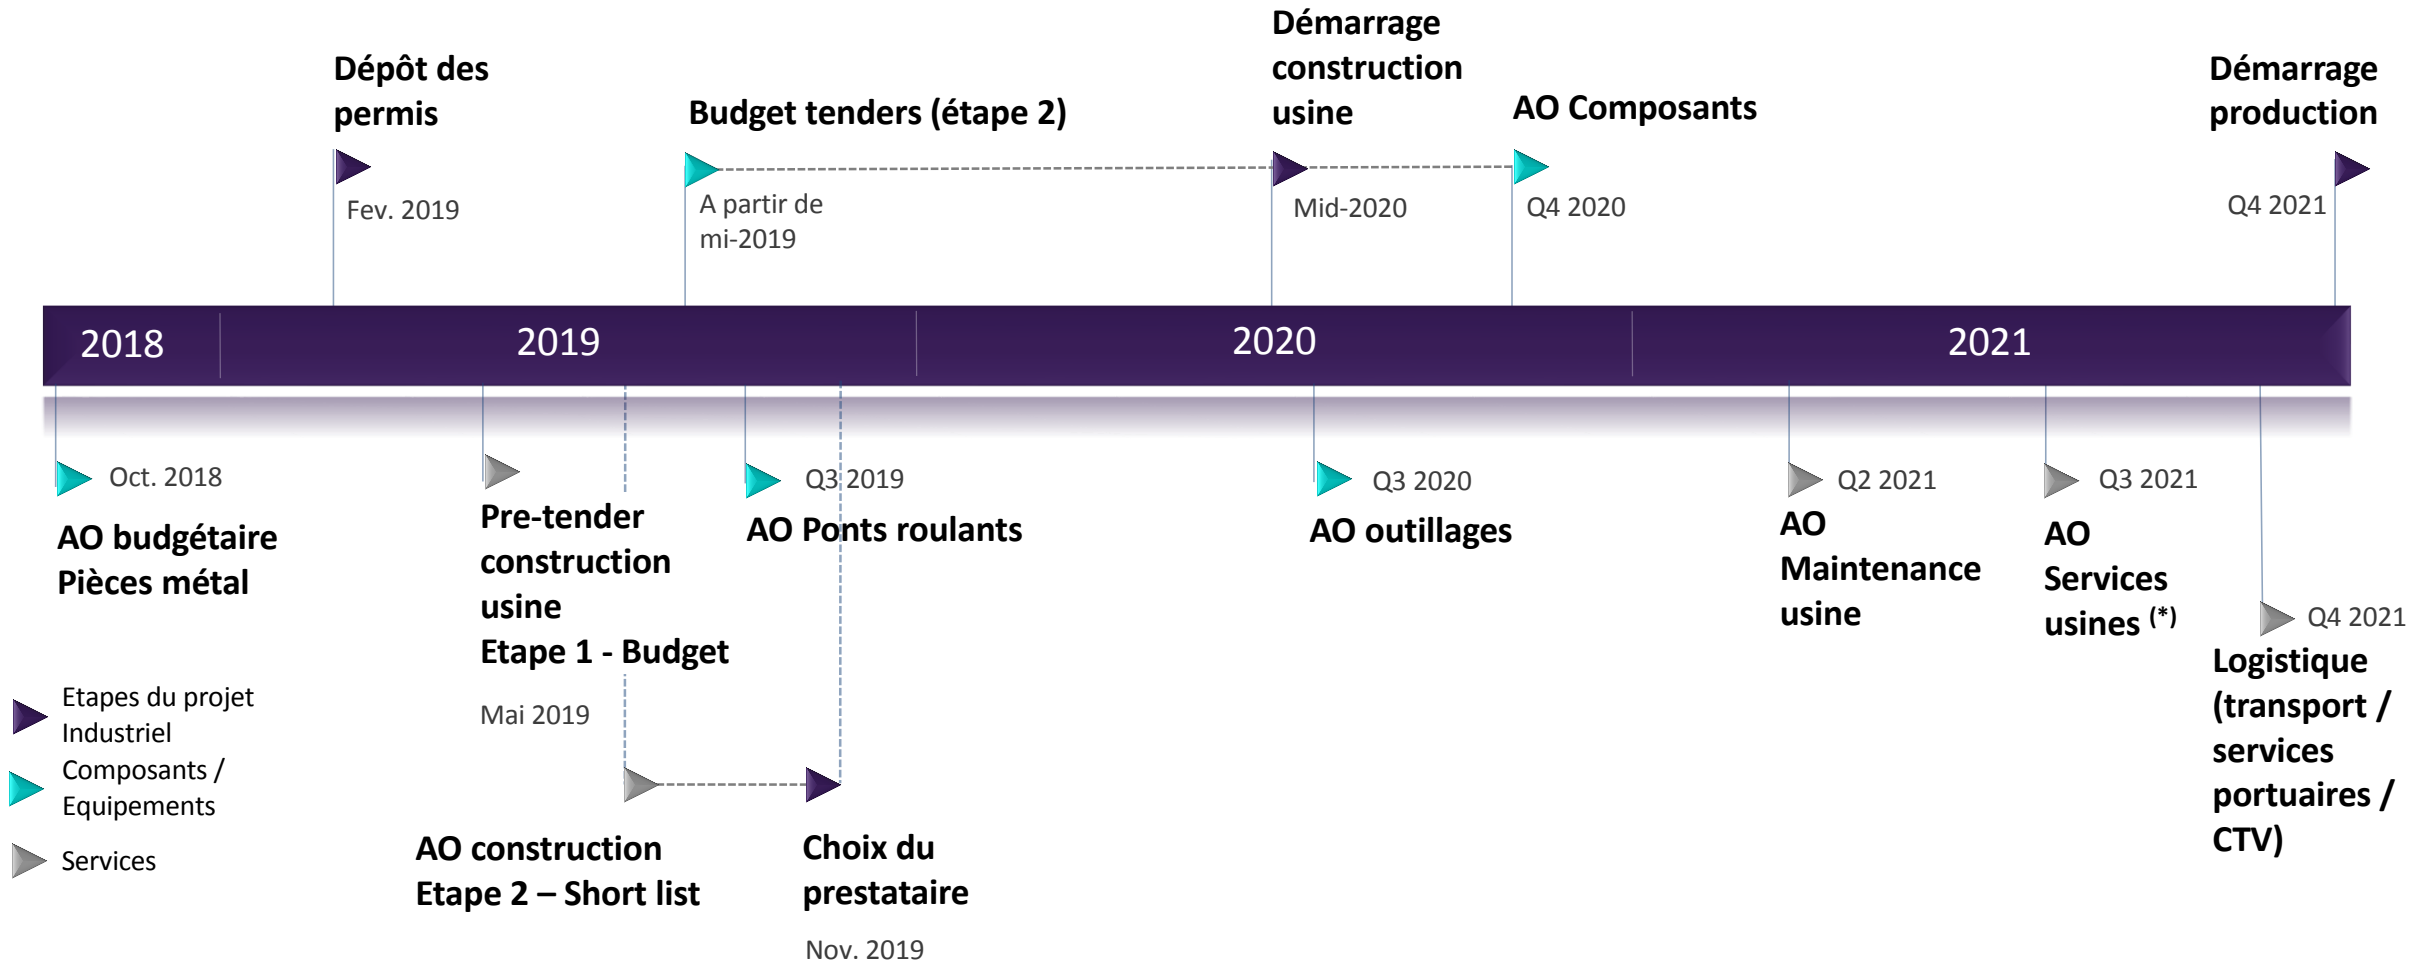 Dépôt des
permis
Fev. 2019
Budget tenders (étape 2)
A partir de
mi-2019
Démarrage
construction
usine
Mid-2020
AO Composants
Q4 2020
Démarrage
production
Q4 2021
2018
2019
2020
2021
Oct. 2018
AO budgétaire
Pièces métal
Pre-tender
construction
usine
Etape 1 - Budget
Mai 2019
Q3 2019
AO Ponts roulants
Q3 2020
AO outillages
Q2 2021
AO
Maintenance
usine
Q3 2021
AO
Services
usines (*)
Q4 2021
Logistique
(transport /
services
portuaires /
CTV)
Etapes du projet
Industriel
Composants /
Equipements
Services
AO construction
Etape 2 – Short list
Choix du
prestataire
Nov. 2019